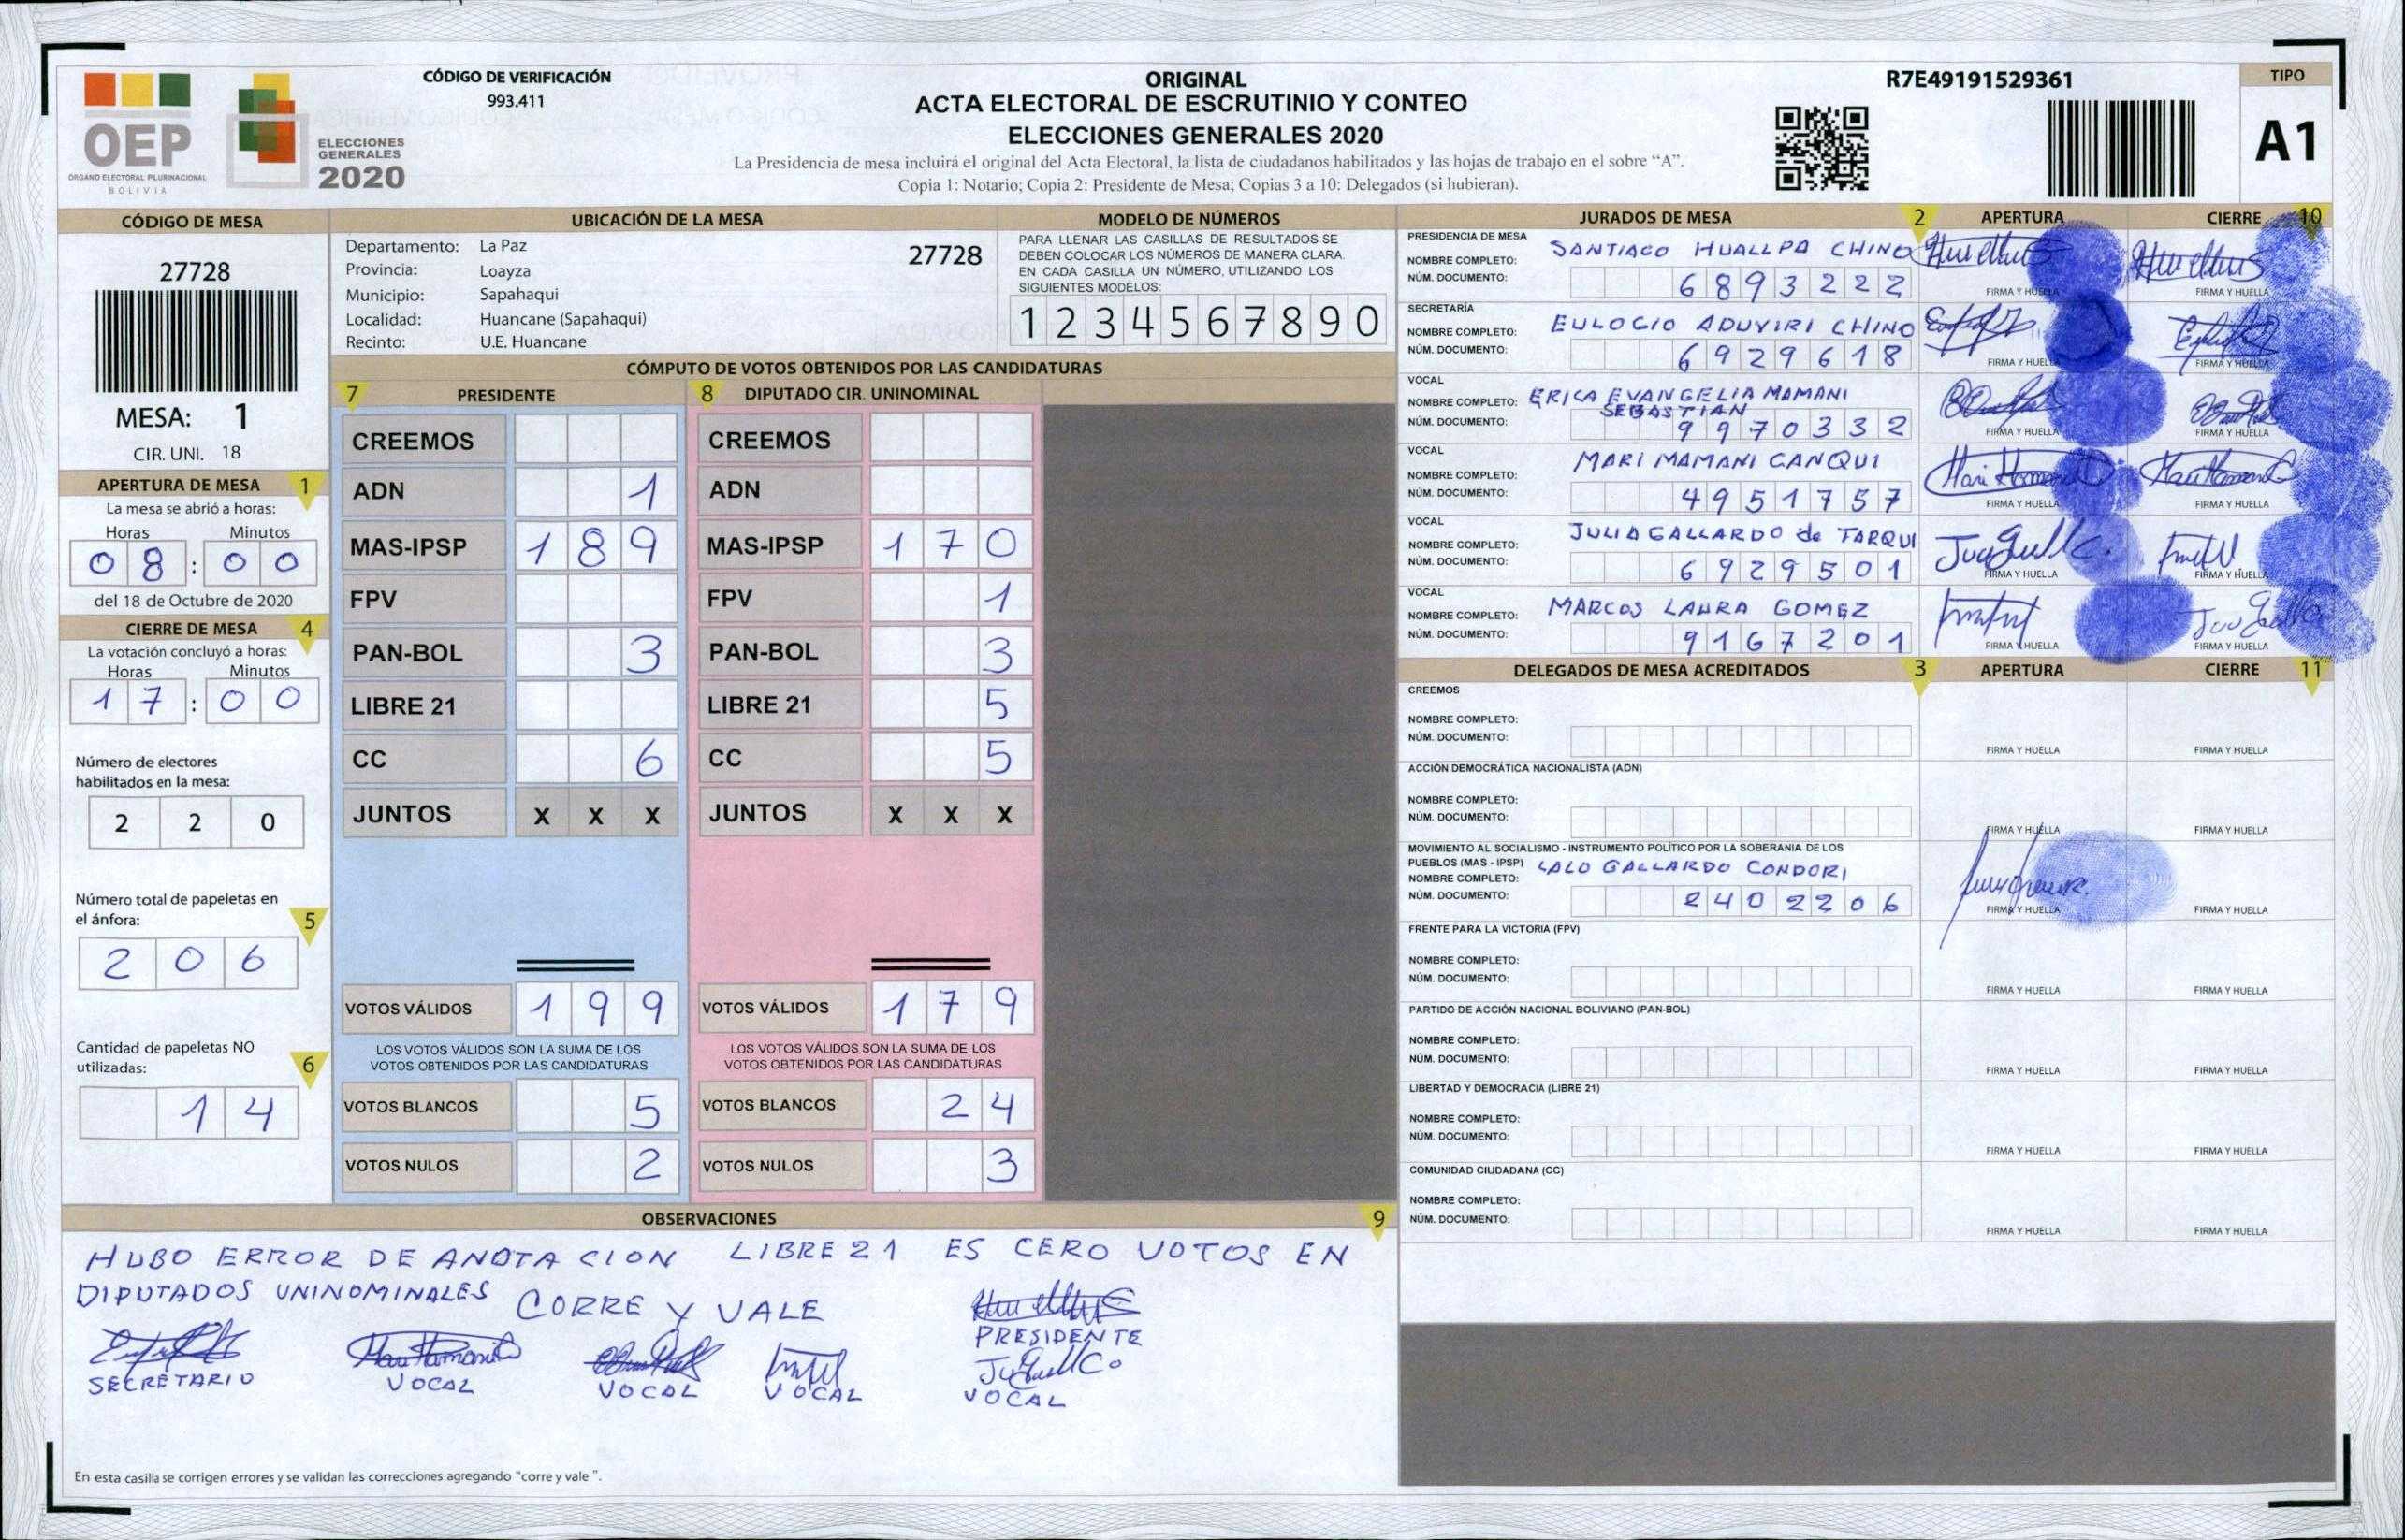 CÓDIGO DE VERIFICACIÓN
993.411
ORIGINAL
ACTA ELECTORAL DE ESCRUTINIO Y CONTEO
ELECCIONES GENERALES 2020
La Presidencia de mesa incluirá el original del Acta Electoral, la lista de ciudadanos habilitados y las hojas de trabajo en el sobre “A”.
Copia 1: Notario; Copia 2: Presidente de Mesa; Copias 3 a 10: Delegados (si hubieran).
R7E49191529361
TIPO
A1
OEP
ÓRGANO ELECTORAL PLURINACIONAL
BOLIVIA
ELECCIONES
GENERALES
2020
CÓDIGO DE MESA
27728
MESA: 1
CIR. UNI. 18
APERTURA DE MESA 1
La mesa se abrió a horas:
Horas Minutos
08 : 00
del 18 de Octubre de 2020
CIERRE DE MESA 4
La votación concluyó a horas:
Horas Minutos
17 : 00
Número de electores
habilitados en la mesa:
2 2 0
Número total de papeletas en
el ánfora: 5
2 0 6
Cantidad de papeletas NO
utilizadas: 6
1 4
UBICACIÓN DE LA MESA
Departamento: La Paz 27728
Provincia: Loayza
Municipio: Sapahaqui
Localidad: Huancane (Sapahaqui)
Recinto: U.E. Huancane
MODELO DE NÚMEROS
PARA LLENAR LAS CASILLAS DE RESULTADOS SE
DEBEN COLOCAR LOS NÚMEROS DE MANERA CLARA.
EN CADA CASILLA UN NÚMERO, UTILIZANDO LOS
SIGUIENTES MODELOS:
1 2 3 4 5 6 7 8 9 0
CÓMPUTO DE VOTOS OBTENIDOS POR LAS CANDIDATURAS
7 PRESIDENTE
CREEMOS
ADN 1
MAS-IPSP 1 8 9
FPV
PAN-BOL 3
LIBRE 21
CC 6
JUNTOS X X X
VOTOS VÁLIDOS 1 9 9
LOS VOTOS VÁLIDOS SON LA SUMA DE LOS
VOTOS OBTENIDOS POR LAS CANDIDATURAS
VOTOS BLANCOS 5
VOTOS NULOS 2
8 DIPUTADO CIR. UNINOMINAL
CREEMOS
ADN
MAS-IPSP 1 7 0
FPV 1
PAN-BOL 3
LIBRE 21 5
CC 5
JUNTOS X X X
VOTOS VÁLIDOS 1 7 9
LOS VOTOS VÁLIDOS SON LA SUMA DE LOS
VOTOS OBTENIDOS POR LAS CANDIDATURAS
VOTOS BLANCOS 2 4
VOTOS NULOS 3
OBSERVACIONES 9
HUBO ERROR DE ANOTACION LIBRE 21 ES CERO VOTOS EN
DIPUTADOS UNINOMINALES CORRE Y VALE
PRESIDENTE
SECRETARIO VOCAL VOCAL VOCAL VOCAL
En esta casilla se corrigen errores y se validan las correcciones agregando "corre y vale ".
JURADOS DE MESA 2 APERTURA CIERRE 10
PRESIDENCIA DE MESA
NOMBRE COMPLETO: SANTIAGO HUALLPA CHINO
NÚM. DOCUMENTO: 6893222
FIRMA Y HUELLA FIRMA Y HUELLA
SECRETARÍA
NOMBRE COMPLETO: EULOGIO ADUVIRI CHINO
NÚM. DOCUMENTO: 6929618
FIRMA Y HUELLA FIRMA Y HUELLA
VOCAL
NOMBRE COMPLETO: ERICA EVANGELIA MAMANI
SEBASTIAN
NÚM. DOCUMENTO: 9970332
FIRMA Y HUELLA FIRMA Y HUELLA
VOCAL
NOMBRE COMPLETO: MARI MAMANI CANQUI
NÚM. DOCUMENTO: 4951757
FIRMA Y HUELLA FIRMA Y HUELLA
VOCAL
NOMBRE COMPLETO: JULIA GALLARDO de TARQUI
NÚM. DOCUMENTO: 6929501
FIRMA Y HUELLA FIRMA Y HUELLA
VOCAL
NOMBRE COMPLETO: MARCOS LAURA GOMEZ
NÚM. DOCUMENTO: 9167201
FIRMA Y HUELLA FIRMA Y HUELLA
DELEGADOS DE MESA ACREDITADOS 3 APERTURA CIERRE 11
CREEMOS
NOMBRE COMPLETO:
NÚM. DOCUMENTO:
FIRMA Y HUELLA FIRMA Y HUELLA
ACCIÓN DEMOCRÁTICA NACIONALISTA (ADN)
NOMBRE COMPLETO:
NÚM. DOCUMENTO:
FIRMA Y HUELLA FIRMA Y HUELLA
MOVIMIENTO AL SOCIALISMO - INSTRUMENTO POLÍTICO POR LA SOBERANIA DE LOS
PUEBLOS (MAS - IPSP)
NOMBRE COMPLETO: LALO GALLARDO CONDORI
NÚM. DOCUMENTO: 2402206
FIRMA Y HUELLA FIRMA Y HUELLA
FRENTE PARA LA VICTORIA (FPV)
NOMBRE COMPLETO:
NÚM. DOCUMENTO:
FIRMA Y HUELLA FIRMA Y HUELLA
PARTIDO DE ACCIÓN NACIONAL BOLIVIANO (PAN-BOL)
NOMBRE COMPLETO:
NÚM. DOCUMENTO:
FIRMA Y HUELLA FIRMA Y HUELLA
LIBERTAD Y DEMOCRACIA (LIBRE 21)
NOMBRE COMPLETO:
NÚM. DOCUMENTO:
FIRMA Y HUELLA FIRMA Y HUELLA
COMUNIDAD CIUDADANA (CC)
NOMBRE COMPLETO:
NÚM. DOCUMENTO:
FIRMA Y HUELLA FIRMA Y HUELLA